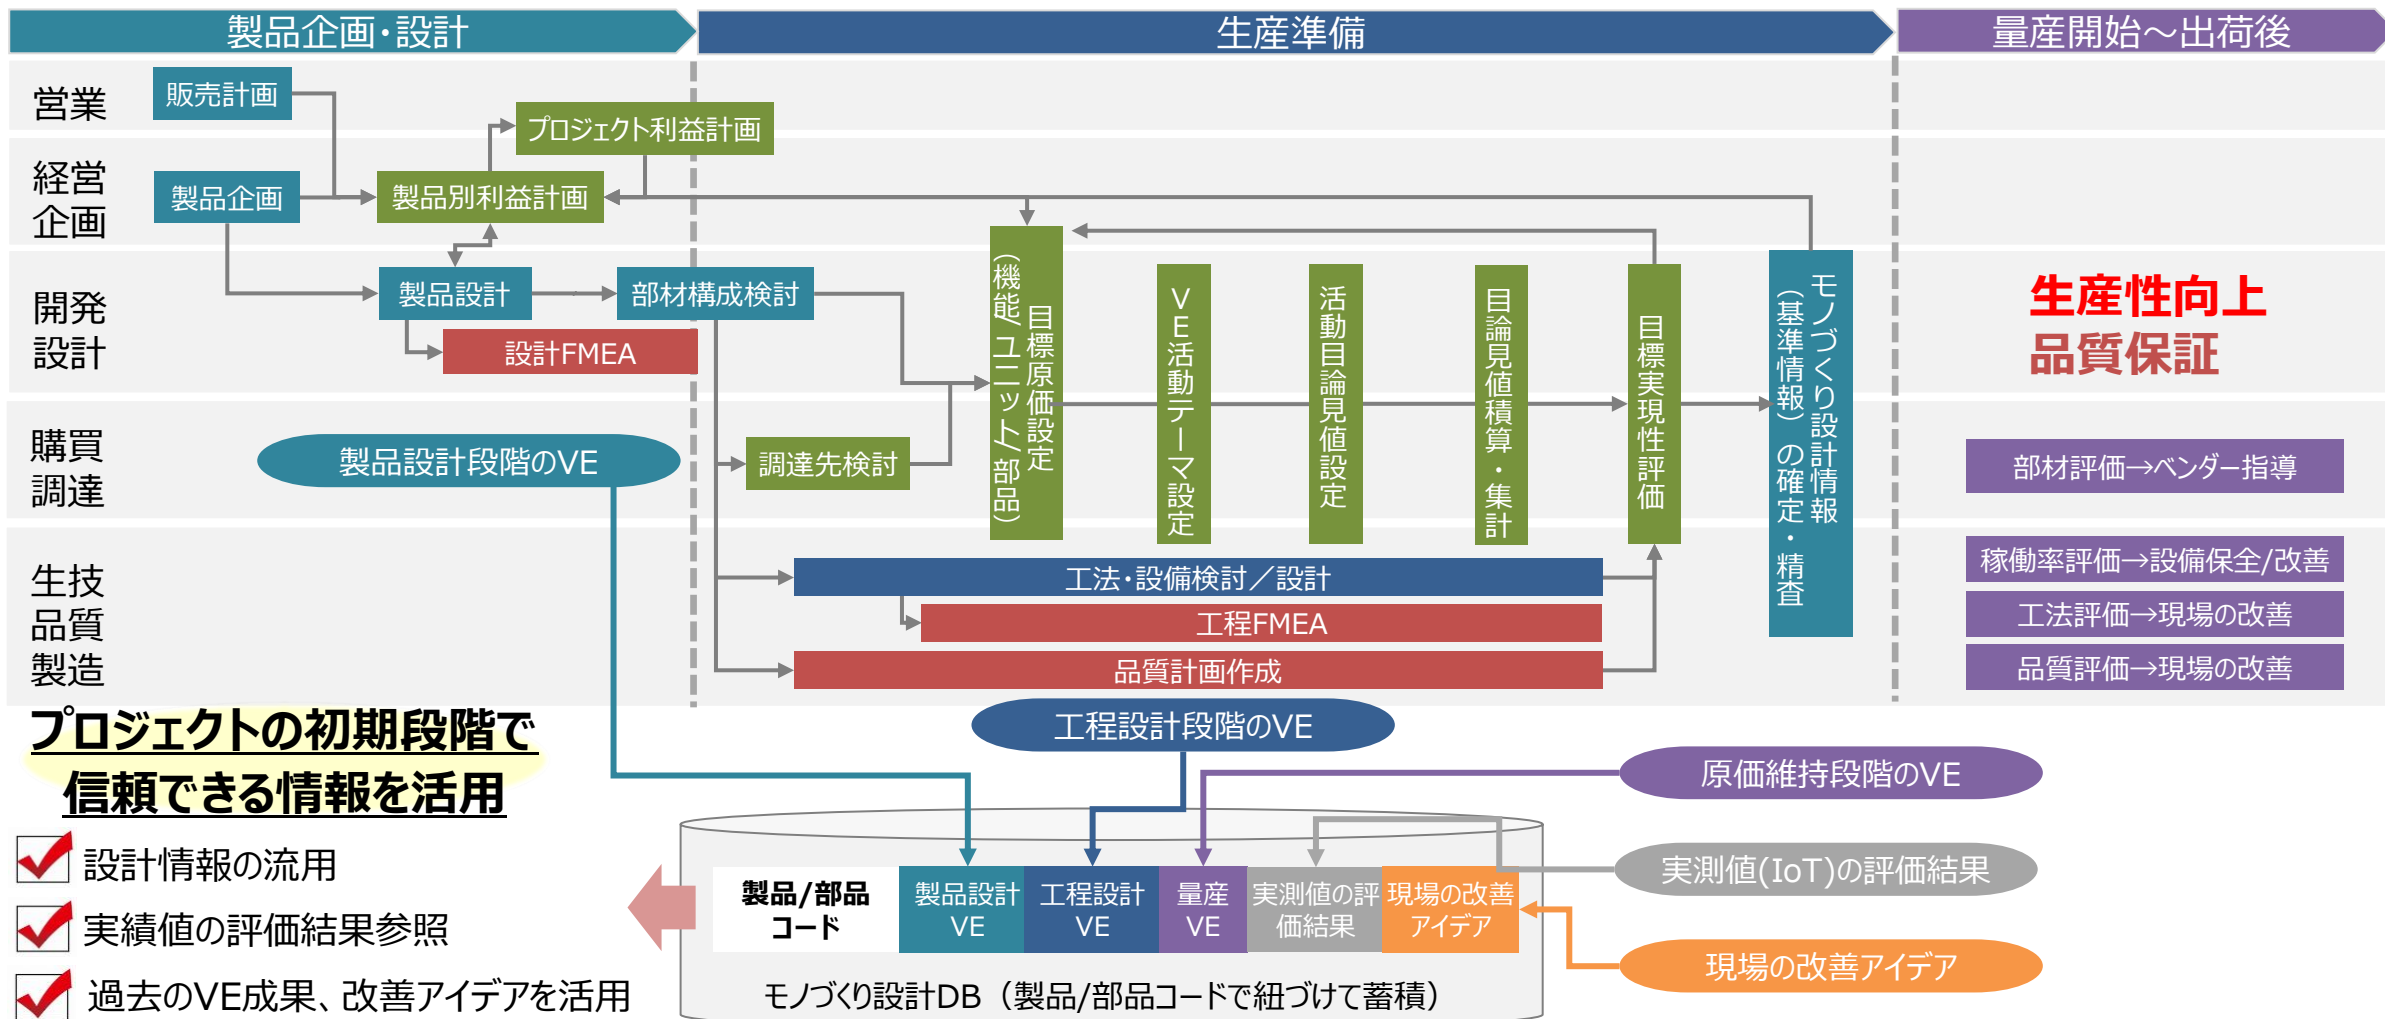 製品企画・設計
生産準備
量産開始～出荷後
営業
販売計画
プロジェクト利益計画
経営
企画
製品企画
製品別利益計画
開発
設計
製品設計
部材構成検討
設計FMEA
目標原価設定
（機能/ユニット/部品）
VE活動テーマ設定
活動目論見値設定
目論見値積算・集計
目標実現性評価
モノづくり設計情報
（基準情報）の確定・精査
生産性向上
品質保証
購買
調達
製品設計段階のVE
調達先検討
部材評価→ベンダー指導
生技
品質
製造
工法・設備検討／設計
工程FMEA
品質計画作成
稼働率評価→設備保全/改善
工法評価→現場の改善
品質評価→現場の改善
プロジェクトの初期段階で
信頼できる情報を活用
設計情報の流用
実績値の評価結果参照
過去のVE成果、改善アイデアを活用
工程設計段階のVE
原価維持段階のVE
実測値(IoT)の評価結果
現場の改善アイデア
製品/部品
コード
製品設計
VE
工程設計
VE
量産
VE
実測値の評
価結果
現場の改善
アイデア
モノづくり設計DB（製品/部品コードで紐づけて蓄積）